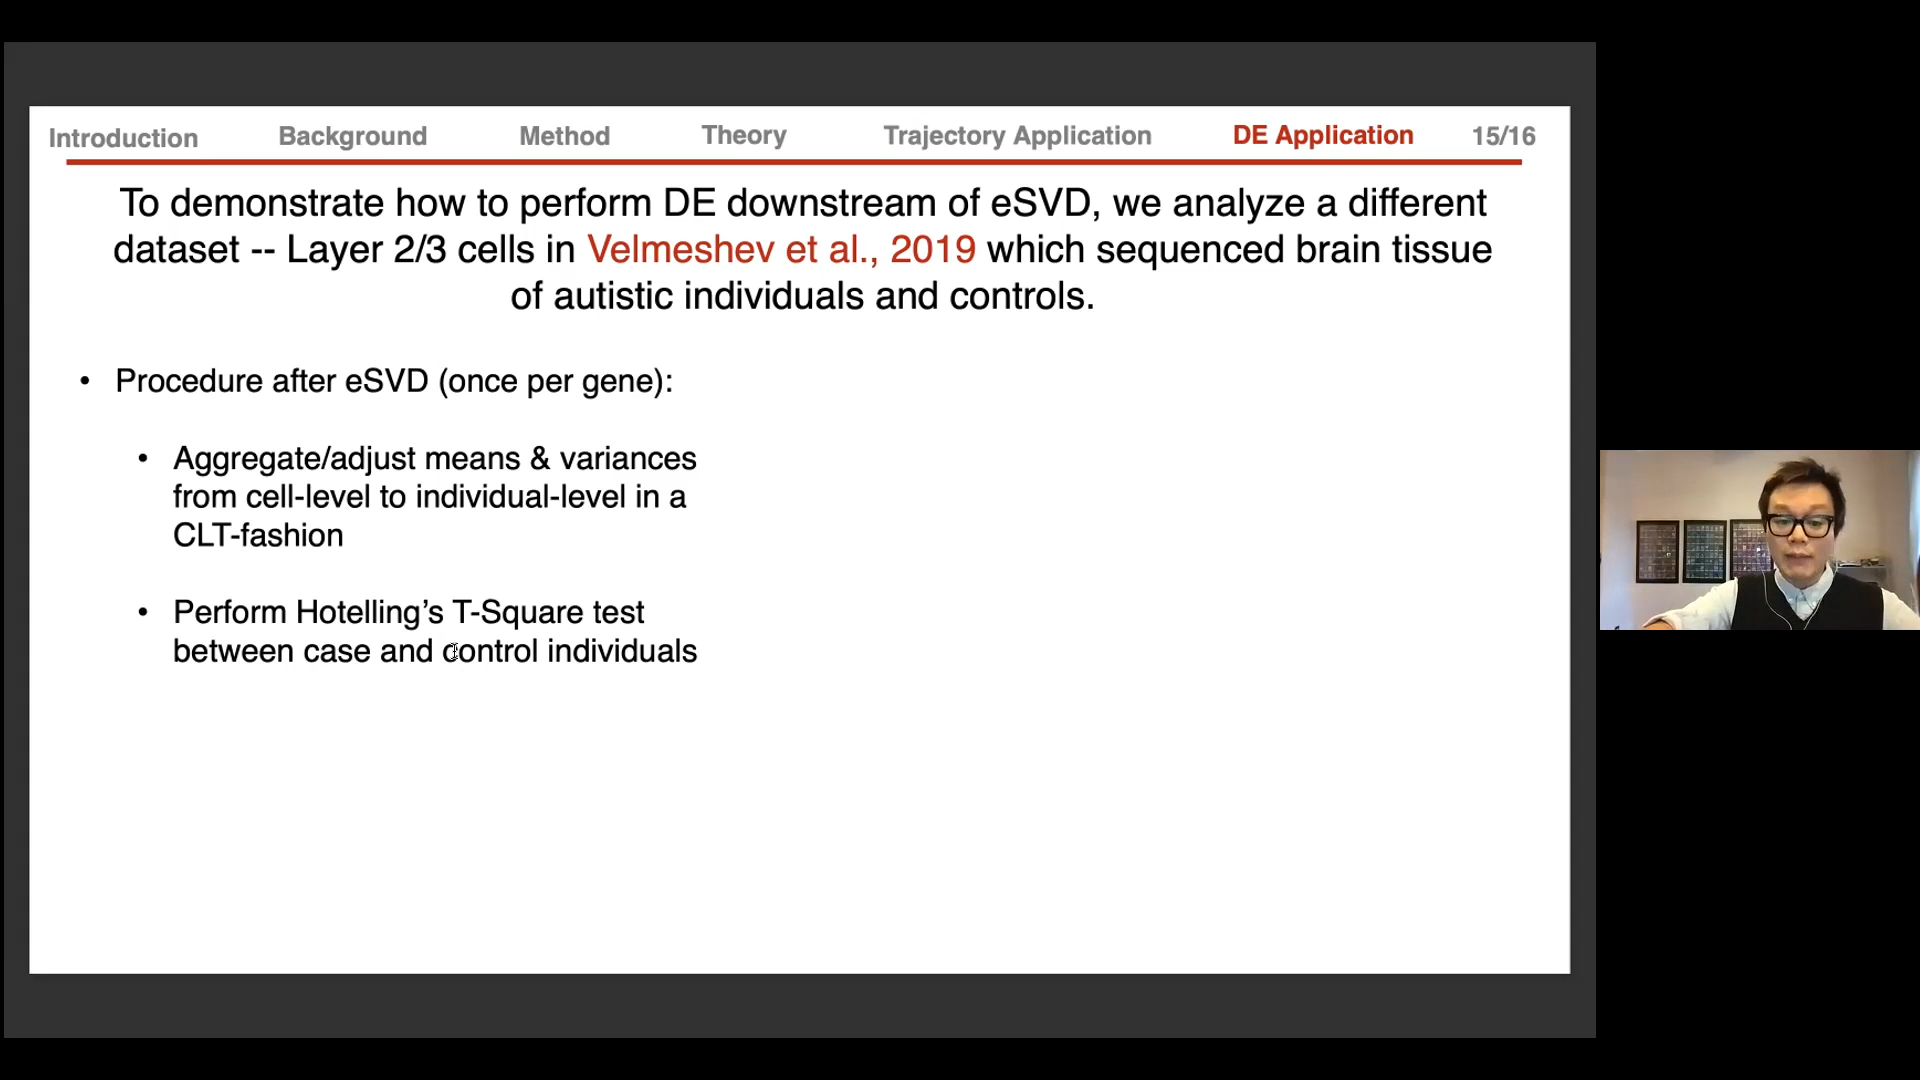 Introduction Background Method Theory Trajectory Application DE Application 15/16
To demonstrate how to perform DE downstream of eSVD, we analyze a different
dataset -- Layer 2/3 cells in Velmeshev et al., 2019 which sequenced brain tissue
of autistic individuals and controls.
• Procedure after eSVD (once per gene):
• Aggregate/adjust means & variances
from cell-level to individual-level in a
CLT-fashion
• Perform Hotelling’s T-Square test
between case and control individuals